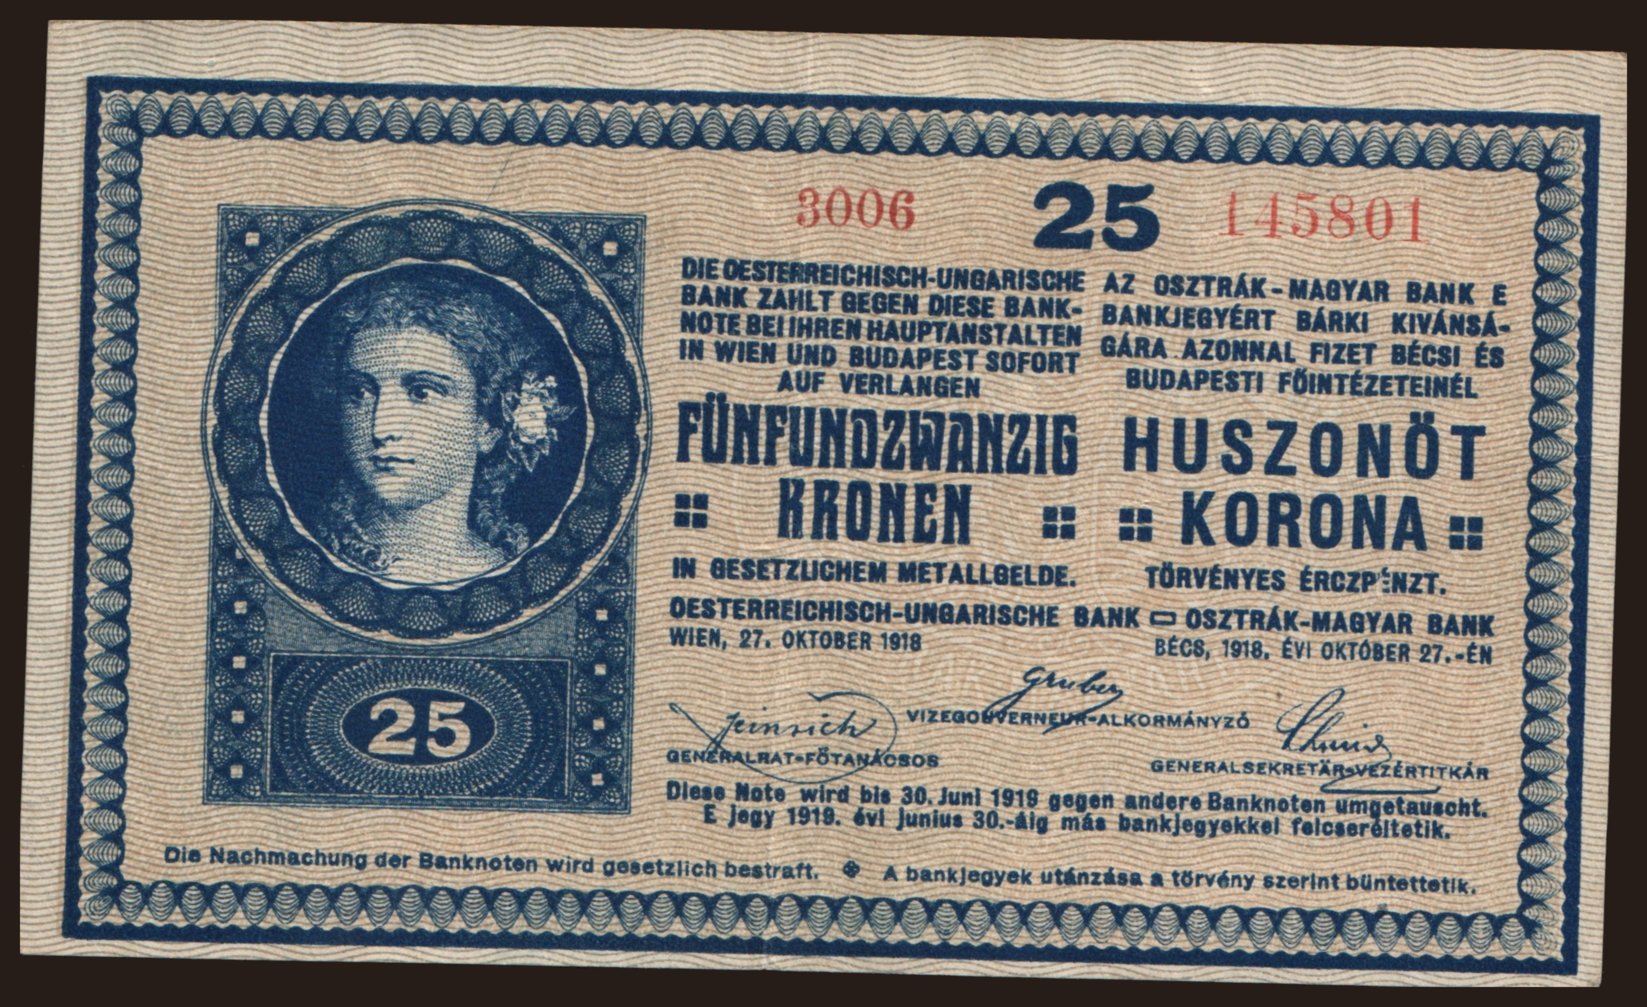 3006 25 145801
DIE OESTERREICHISCH-UNGARISCHE
BANK ZAHLT GEGEN DIESE BANK-
NOTE BEI IHREN HAUPTANSTALTEN
IN WIEN UND BUDAPEST SOFORT
AUF VERLANGEN
FÜNFUNDZWANZIG
KRONEN
IN GESETZLICHEM METALLGELDE.
AZ OSZTRÁK-MAGYAR BANK E
BANKJEGYÉRT BÁRKI KIVÁNSÁ-
GÁRA AZONNAL FIZET BÉCSI ÉS
BUDAPESTI FŐINTÉZETEINÉL
HUSZONÖT
KORONA
TÖRVÉNYES ÉRCZPÉNZT.
OESTERREICHISCH-UNGARISCHE BANK OSZTRÁK-MAGYAR BANK
WIEN, 27. OKTOBER 1918
BÉCS, 1918. ÉVI OKTÓBER 27.-ÉN
Gruber
VIZEGOUVERNEUR-ALKORMÁNYZÓ
GENERALRAT-FŐTANÁCSOS
GENERALSEKRETÄR-VEZÉRTITKÁR
25
Diese Note wird bis 30. Juni 1919 gegen andere Banknoten umgetauscht.
E jegy 1919. évi junius 30.-áig más bankjegyekkel felcseréltetik.
Die Nachmachung der Banknoten wird gesetzlich bestraft. A bankjegyek utánzása a törvény szerint büntettetik.